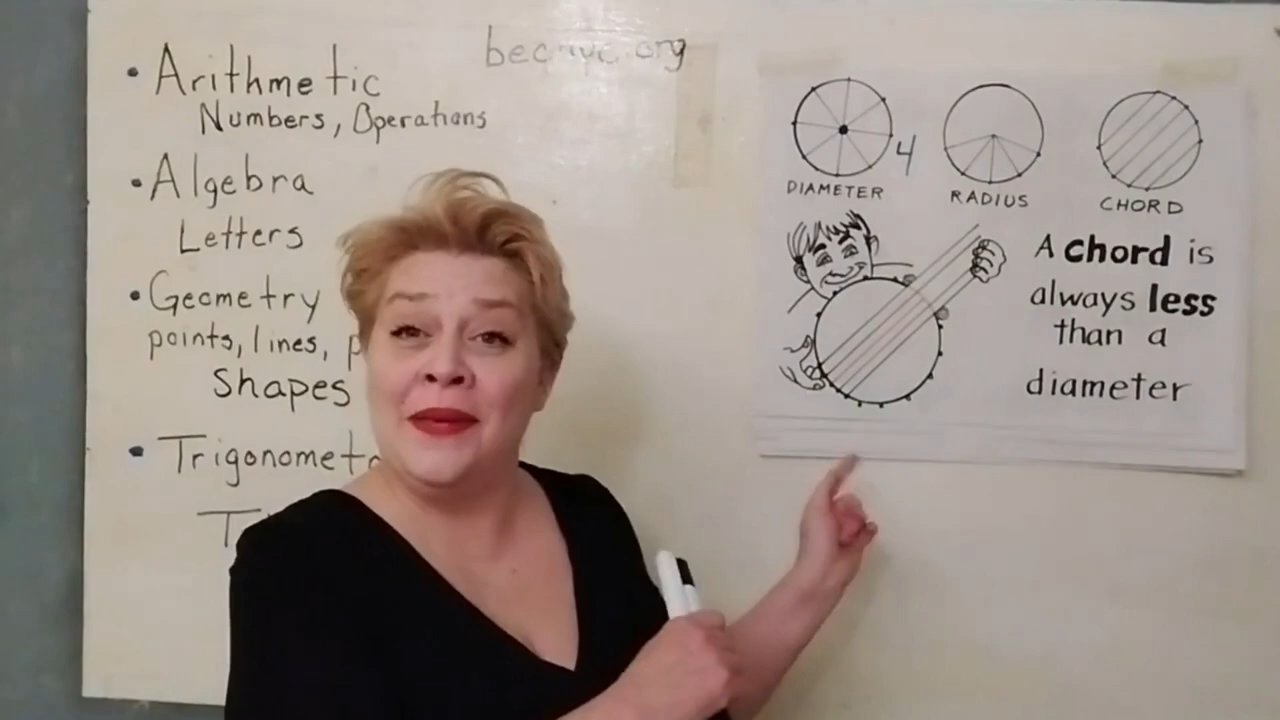 becnyc.org
• Arithmetic
Numbers, Operations
• Algebra
Letters
• Geometry
points, lines,
Shapes
• Trigonomet
4
DIAMETER
RADIUS
CHORD
A chord is
always less
than a
diameter